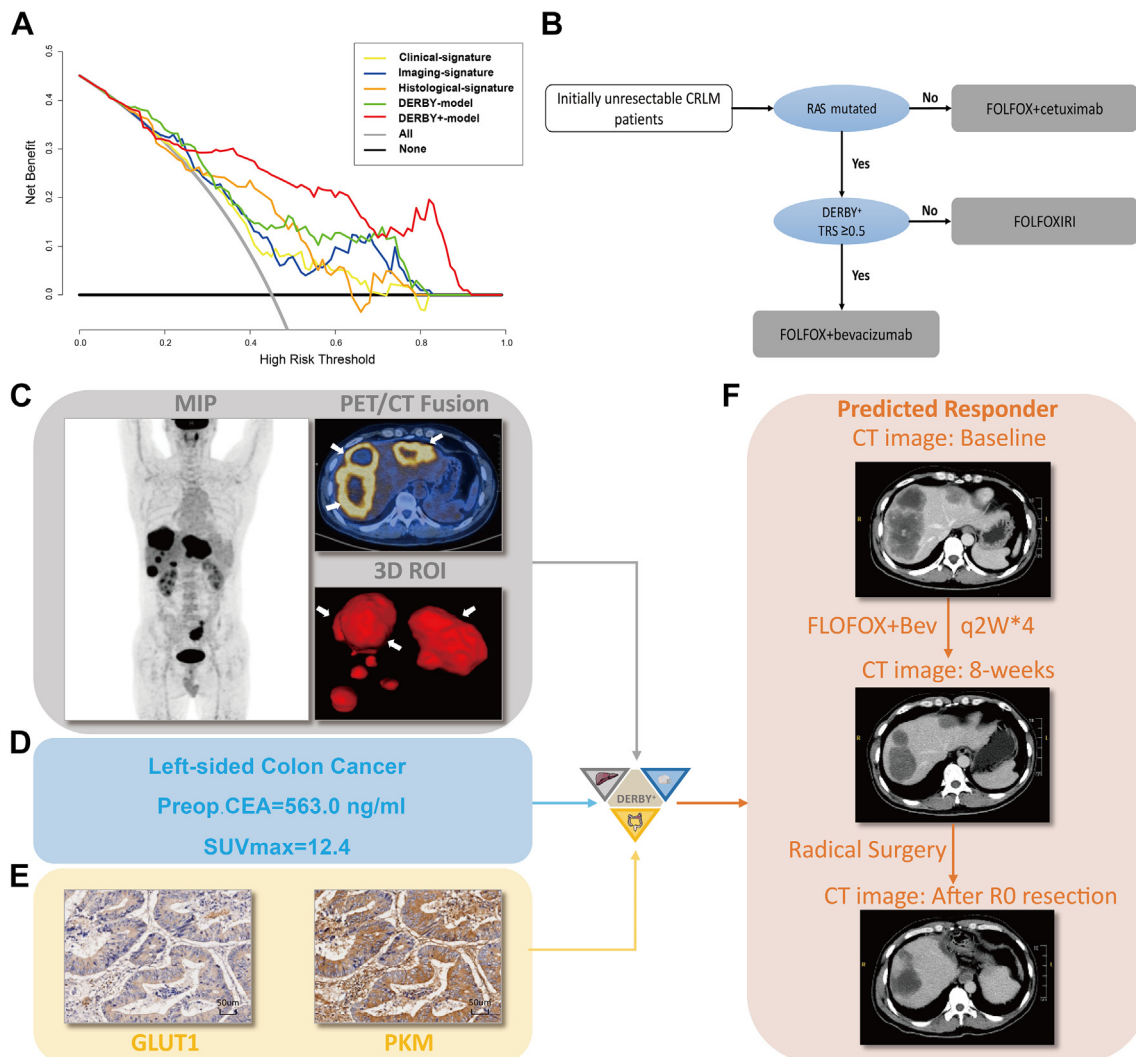 A
0.5
0.4
0.3
0.2
0.1
0.0
Net Benefit
0.0
0.2
0.4
0.6
0.8
1.0
High Risk Threshold
Clinical-signature
Imaging-signature
Histological-signature
DERBY-model
DERBY+-model
All
None
B
Initially unresectable CRLM
patients
RAS mutated
No
FOLFOX+cetuximab
Yes
DERBY⁺
TRS ≥0.5
No
FOLFOXIRI
Yes
FOLFOX+bevacizumab
C
MIP
PET/CT Fusion
3D ROI
D
Left-sided Colon Cancer
Preop.CEA=563.0 ng/ml
SUVmax=12.4
E
50um
50um
GLUT1
PKM
DERBY⁺
F
Predicted Responder
CT image: Baseline
R
L
FLOFOX+Bev
q2W*4
CT image: 8-weeks
R
L
Radical Surgery
CT image: After R0 resection
R
L